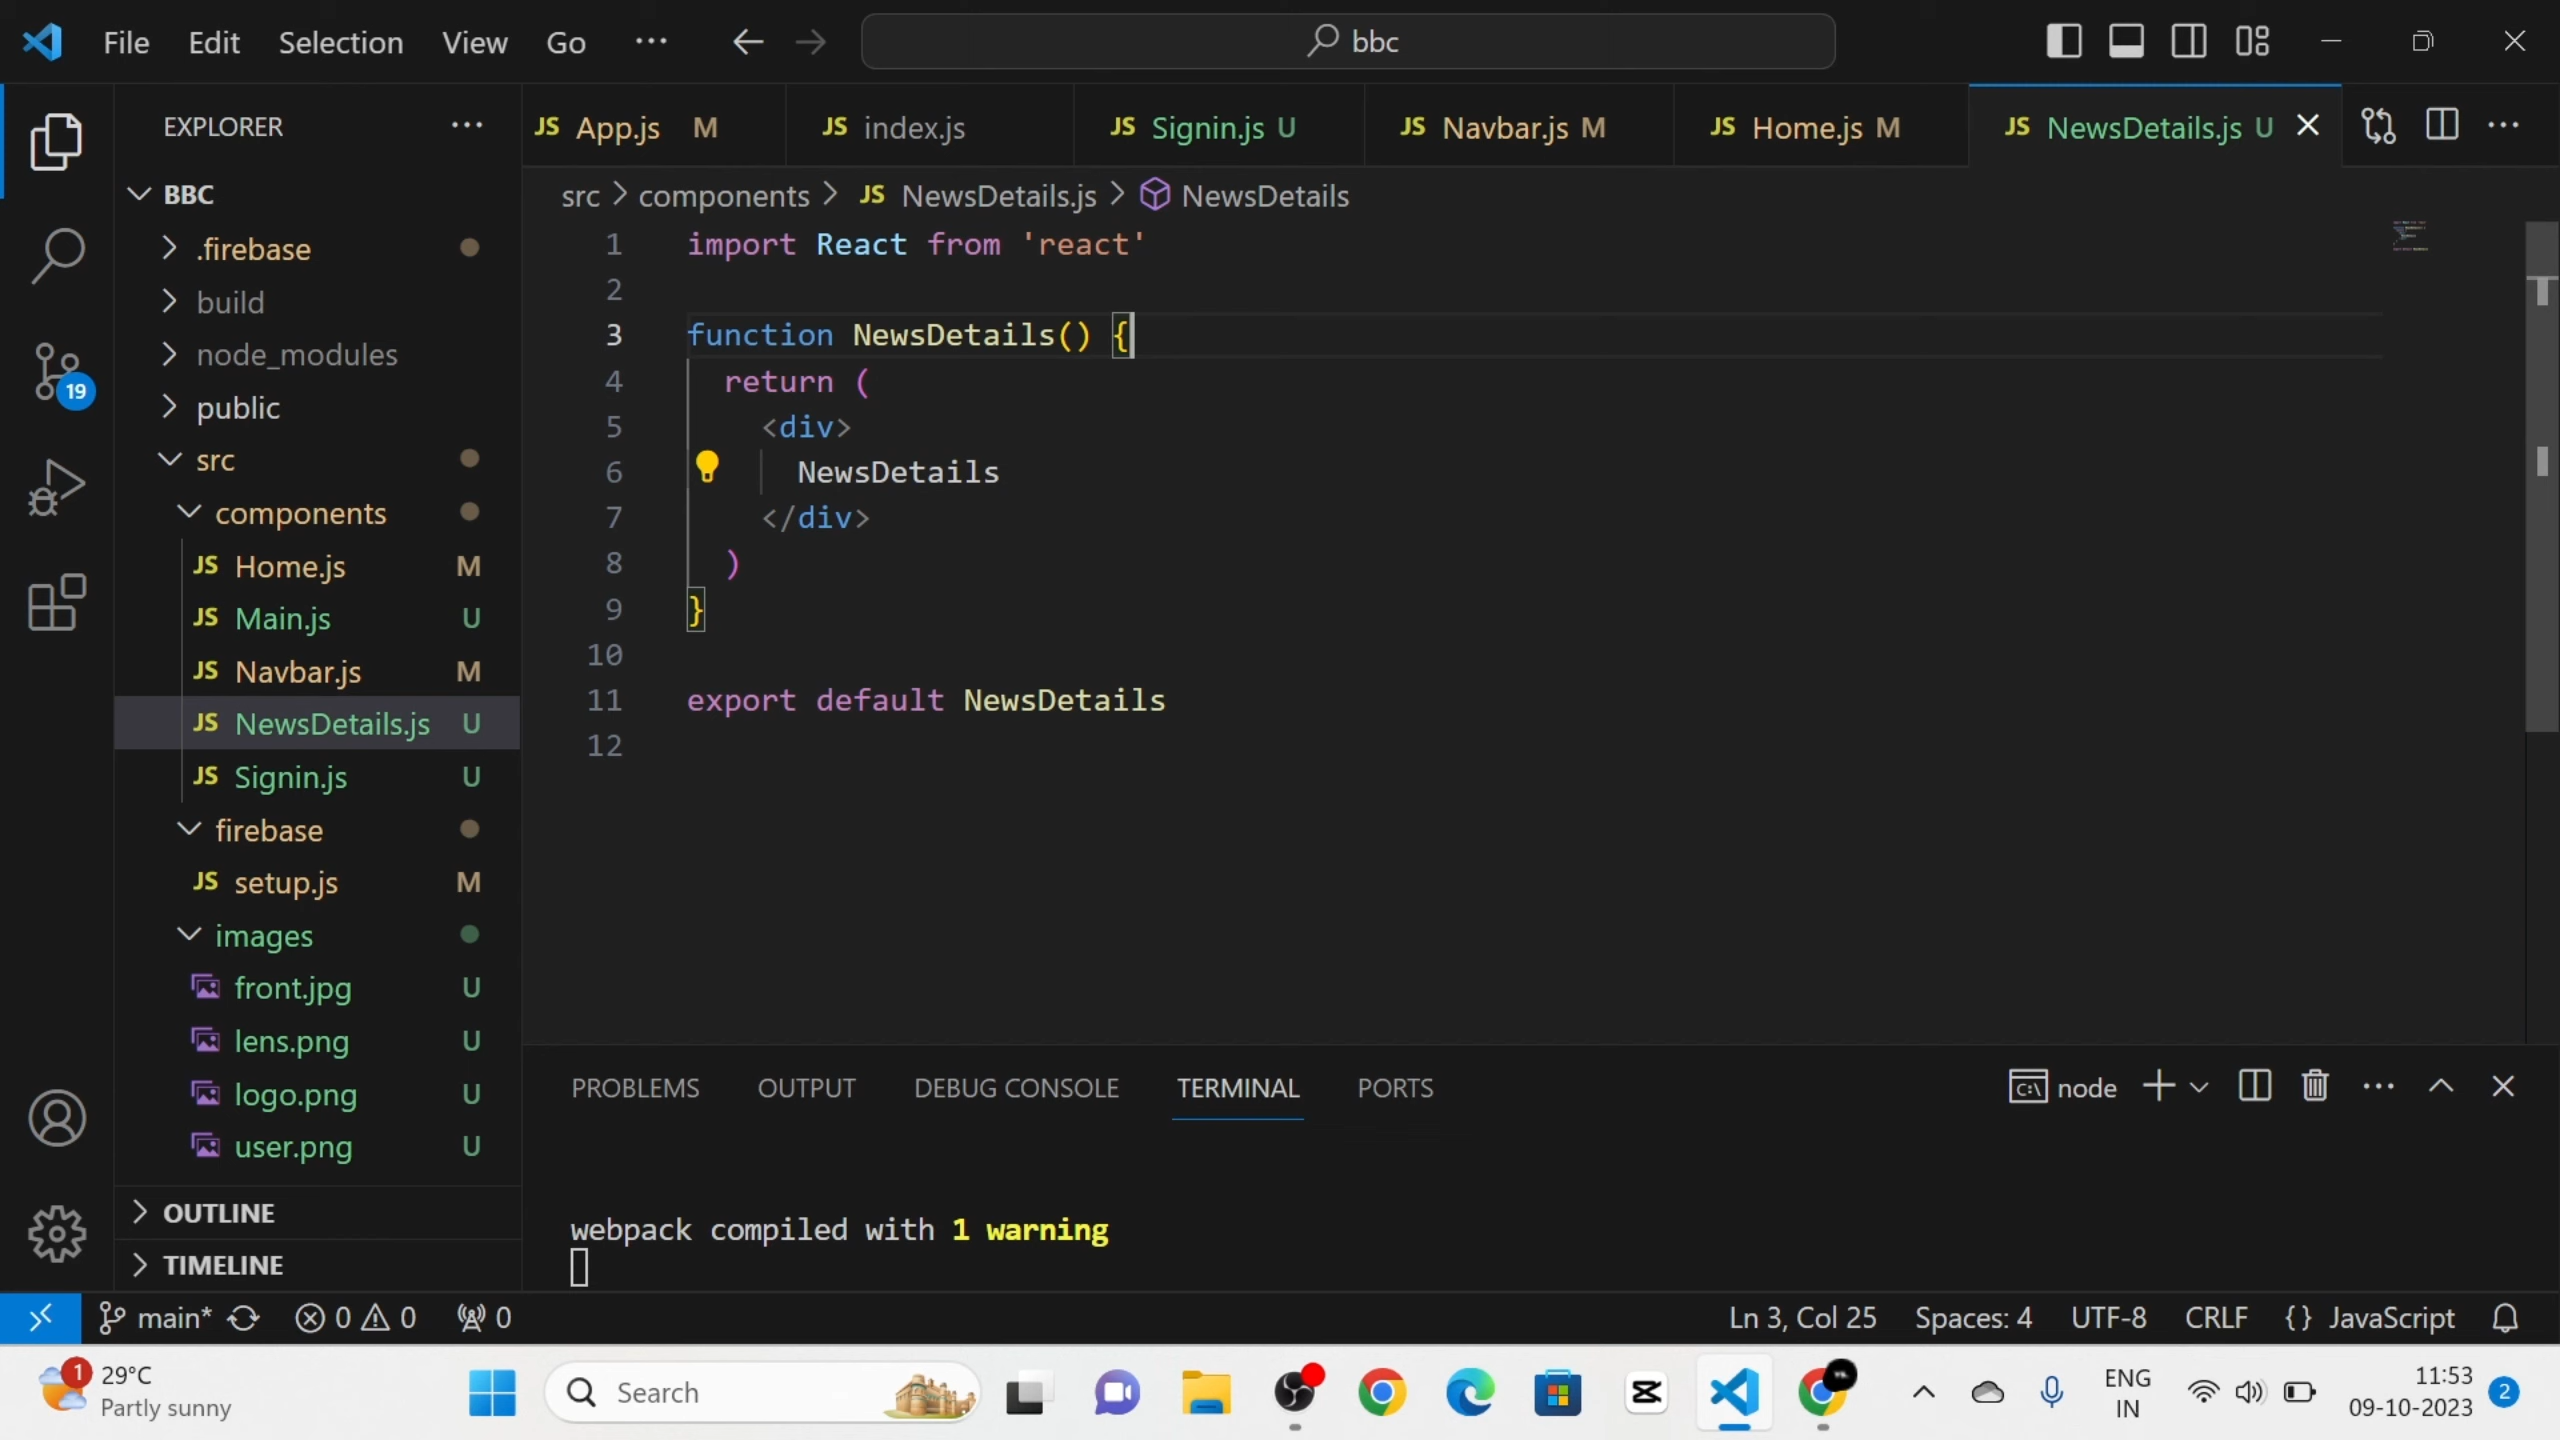 File Edit Selection View Go ... bbc
EXPLORER ...
BBC
.firebase
build
node_modules
public
src
components
JS Home.js M
JS Main.js U
JS Navbar.js M
JS NewsDetails.js U
JS Signin.js U
firebase
JS setup.js M
images
front.jpg U
lens.png U
logo.png U
user.png U
OUTLINE
TIMELINE
19
JS App.js M JS index.js JS Signin.js U JS Navbar.js M JS Home.js M JS NewsDetails.js U
src > components > JS NewsDetails.js > NewsDetails
1 import React from 'react'
2
3 function NewsDetails() {
4 return (
5 <div>
6 NewsDetails
7 </div>
8 )
9 }
10
11 export default NewsDetails
12
PROBLEMS OUTPUT DEBUG CONSOLE TERMINAL PORTS node
webpack compiled with 1 warning
main* 0 0 0 Ln 3, Col 25 Spaces: 4 UTF-8 CRLF {} JavaScript
1 29°C
Partly sunny
Search
ENG
IN
11:53
09-10-2023
2